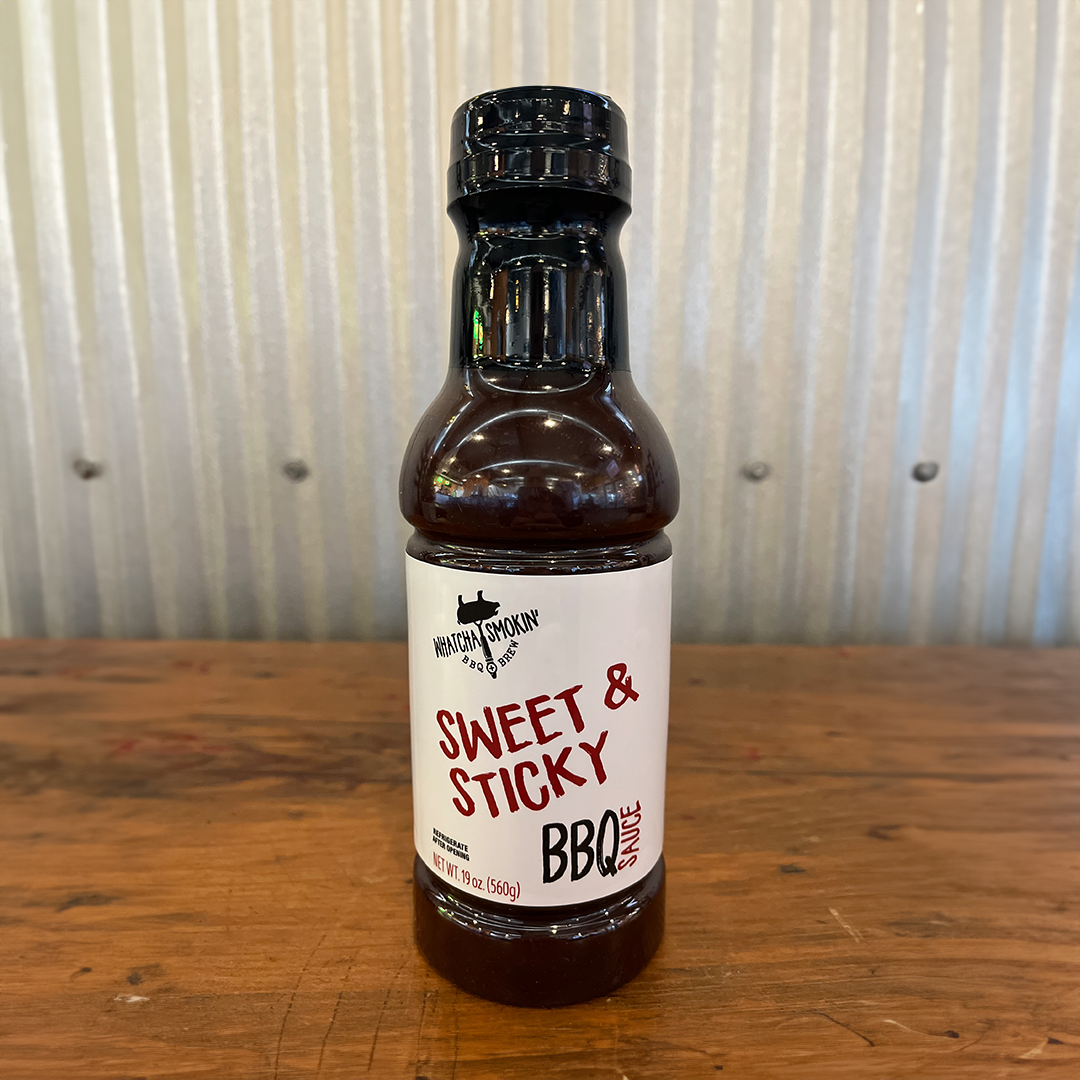 WHATCHA SMOKIN'
BBQ & BREW
SWEET &
STICKY
BBQ SAUCE
REFRIGERATE
AFTER OPENING
NET WT. 19 oz. (560g)